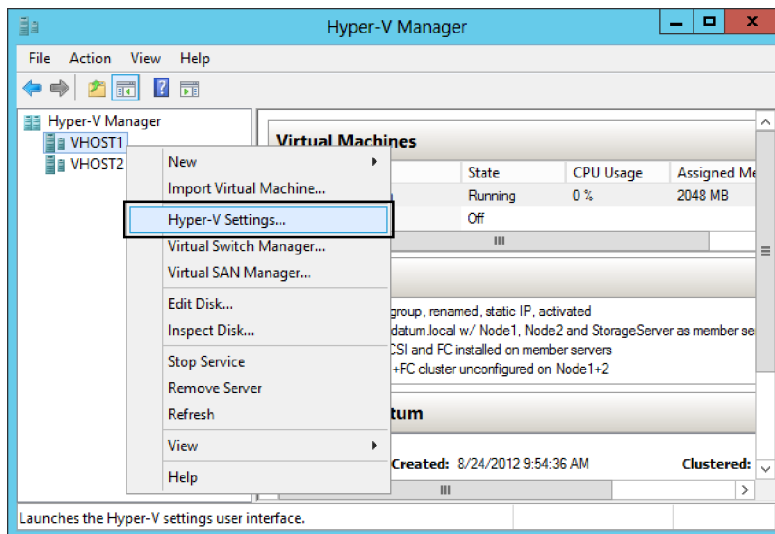 Hyper-V Manager
File Action View Help
Hyper-V Manager
VHOST1
VHOST2
New
Import Virtual Machine...
Hyper-V Settings...
Virtual Switch Manager...
Virtual SAN Manager...
Edit Disk...
Inspect Disk...
Stop Service
Remove Server
Refresh
View
Help
Virtual Machines
State CPU Usage Assigned Me
Running 0 % 2048 MB
Off
group, renamed, static IP, activated
datum.local w/ Node1, Node2 and StorageServer as member se
CSI and FC installed on member servers
+FC cluster unconfigured on Node1+2
tum
Created: 8/24/2012 9:54:36 AM Clustered:
Launches the Hyper-V settings user interface.